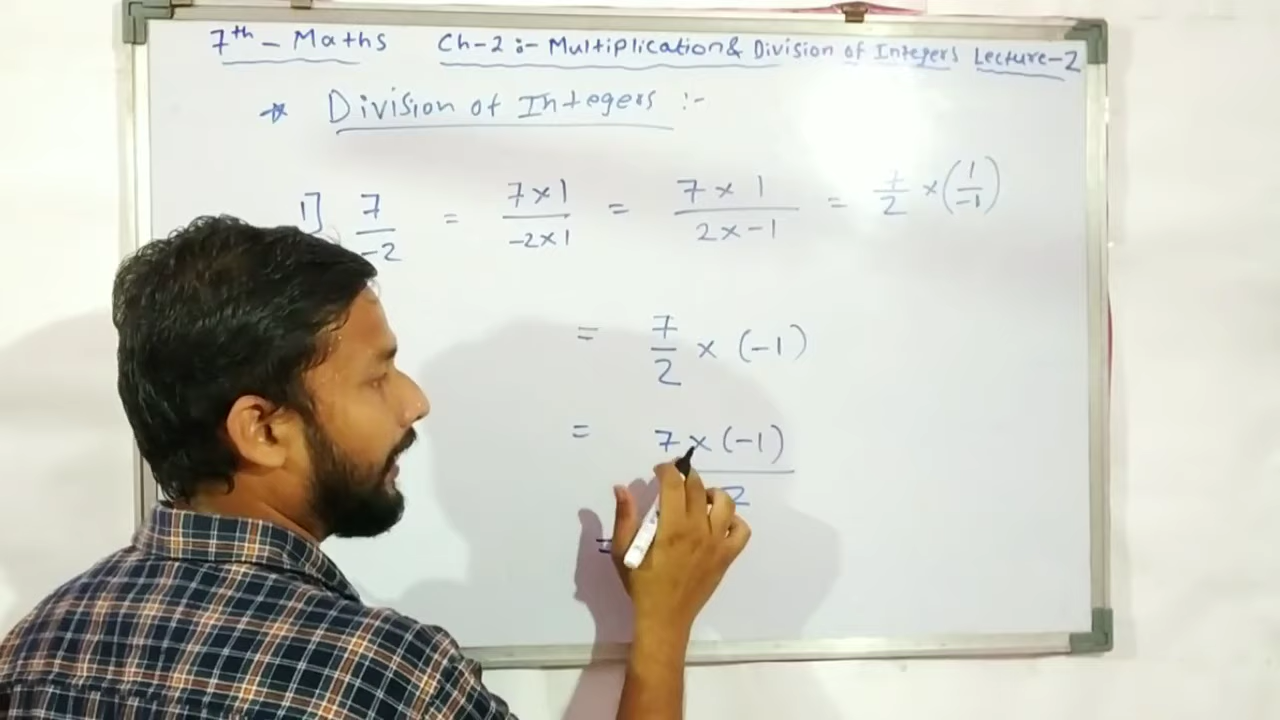 7th - Maths Ch-2 :- Multiplication & Division of Integers Lecture-2
* Division of Integers :-
1] 7/-2 = 7×1/-2×1 = 7×1/2×-1 = 7/2 × (1/-1)
= 7/2 × (-1)
= 7×(-1)/2
=